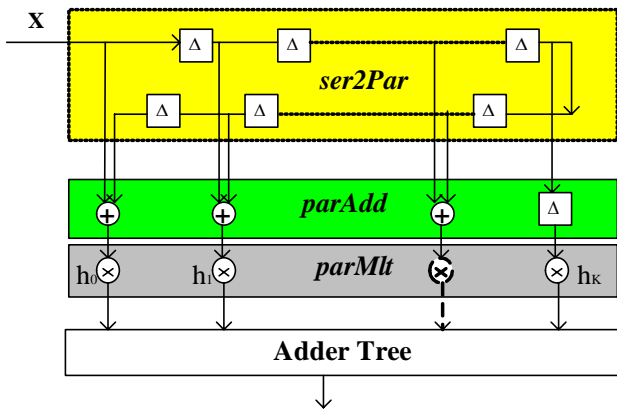 X
Δ Δ Δ
ser2Par
Δ Δ Δ
parAdd
+ + + Δ
parMlt
h₀ × h₁ × × × hK
Adder Tree